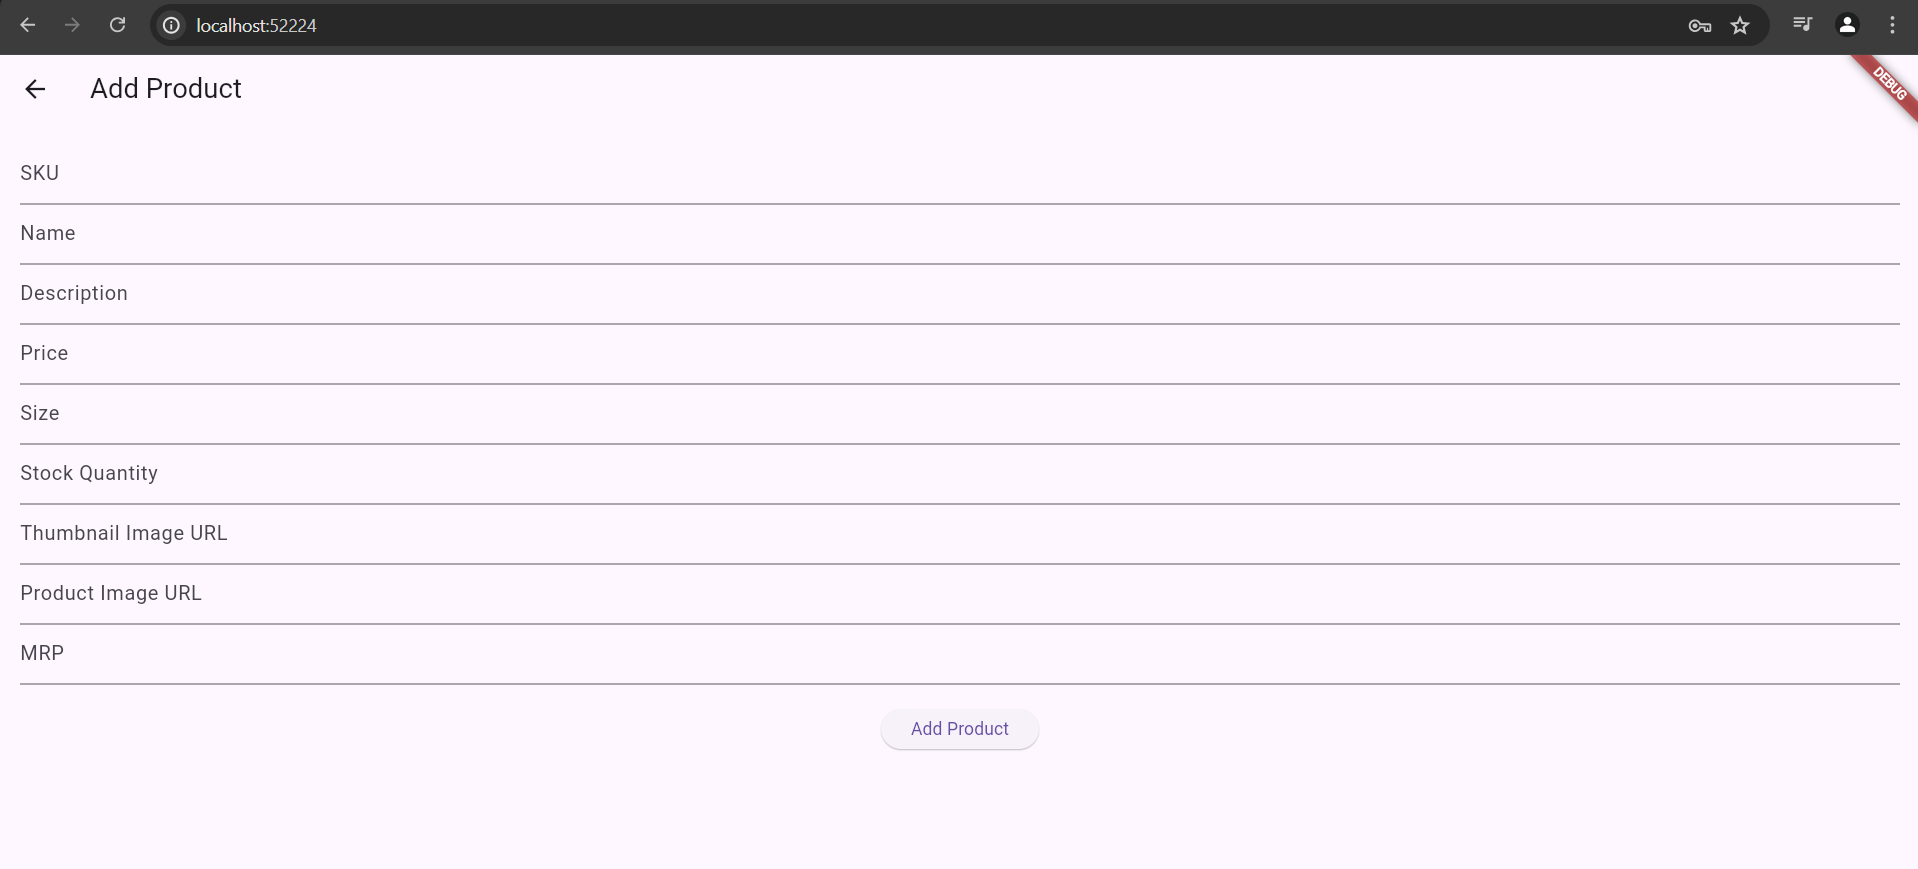 localhost:52224
Add Product
DEBUG
SKU
Name
Description
Price
Size
Stock Quantity
Thumbnail Image URL
Product Image URL
MRP
Add Product